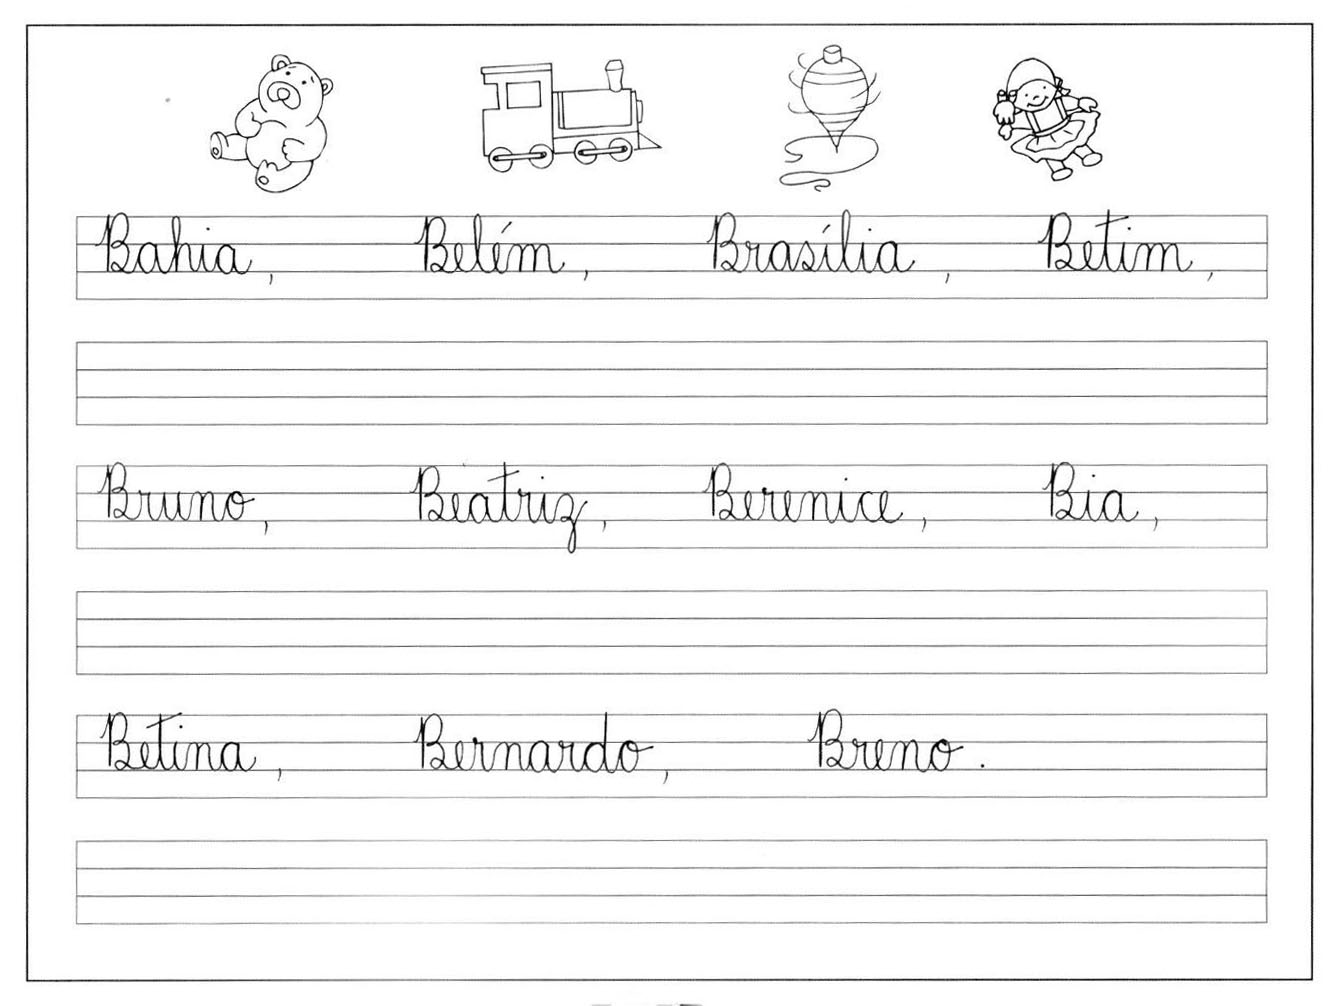 Bahia, Belém, Brasília, Betim,
Bruno, Beatriz, Berenice, Bia,
Betina, Bernardo, Breno.